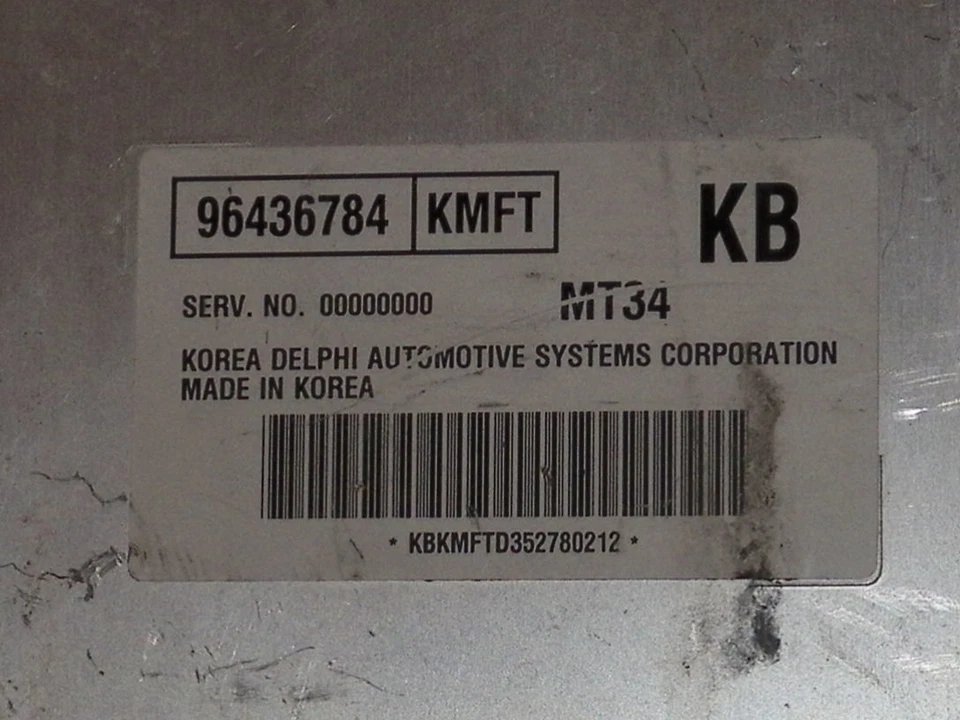 96436784 KMFT KB
SERV. NO. 00000000 MT34
KOREA DELPHI AUTOMOTIVE SYSTEMS CORPORATION
MADE IN KOREA
* KBKMFTD352780212 *